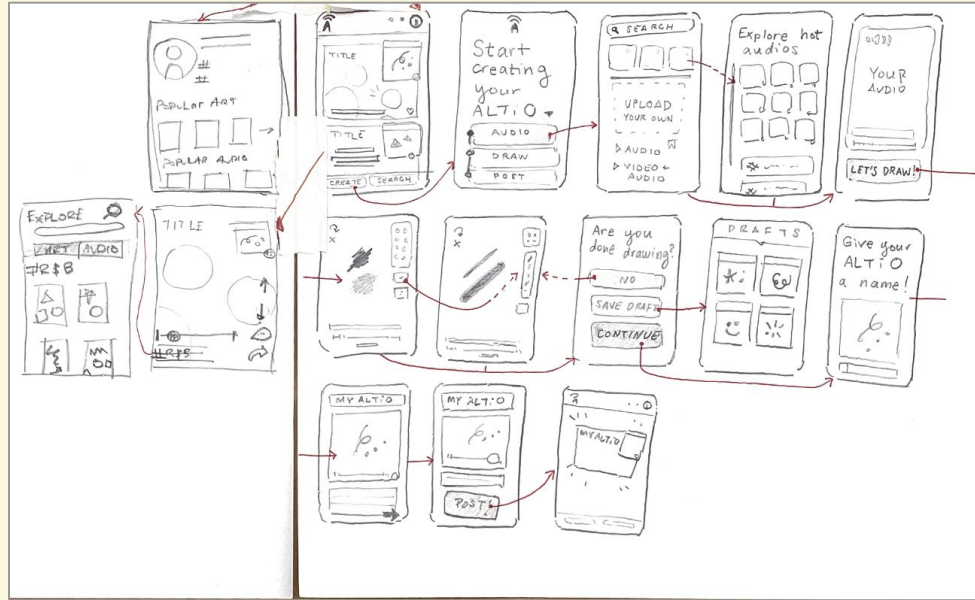 POPULAR ART
POPULAR AUDIO
TITLE
TITLE
CREATE
SEARCH
Start
creating
your
ALTiO
AUDIO
DRAW
POST
SEARCH
UPLOAD
YOUR OWN
AUDIO
VIDEO +
AUDIO
Explore hot
audios
YOUR
AUDIO
LET'S DRAW!
EXPLORE
ART
AUDIO
#R$B
TITLE
#R$B
Are you
done drawing?
NO
SAVE DRAFT
CONTINUE
DRAFTS
Give your
ALTiO
a name!
MY ALTiO
MY ALTiO
POST!
MY ALTiO